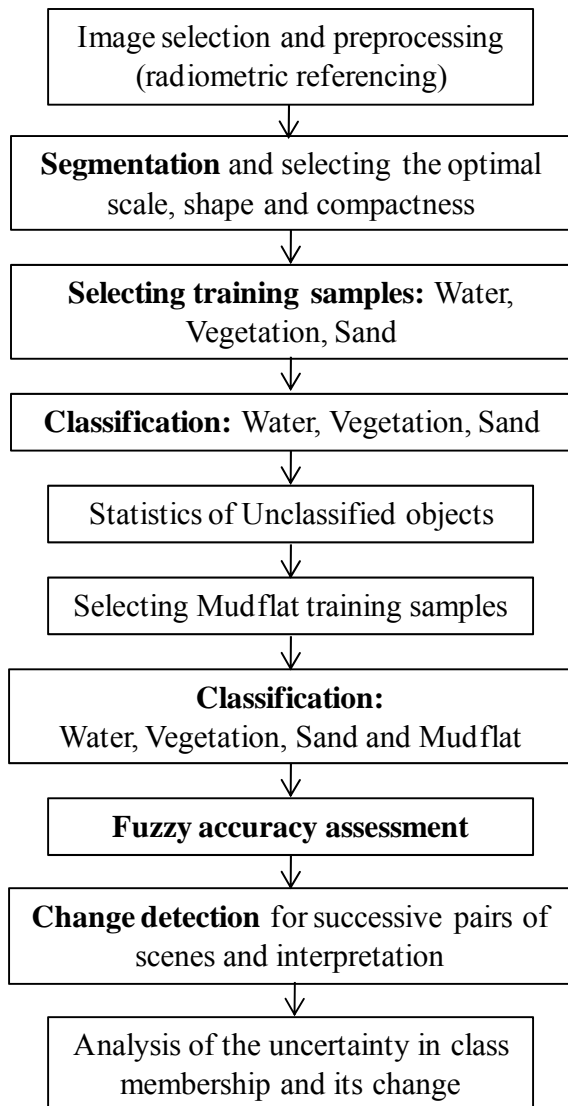 Image selection and preprocessing
(radiometric referencing)
Segmentation and selecting the optimal
scale, shape and compactness
Selecting training samples: Water,
Vegetation, Sand
Classification: Water, Vegetation, Sand
Statistics of Unclassified objects
Selecting Mudflat training samples
Classification:
Water, Vegetation, Sand and Mudflat
Fuzzy accuracy assessment
Change detection for successive pairs of
scenes and interpretation
Analysis of the uncertainty in class
membership and its change